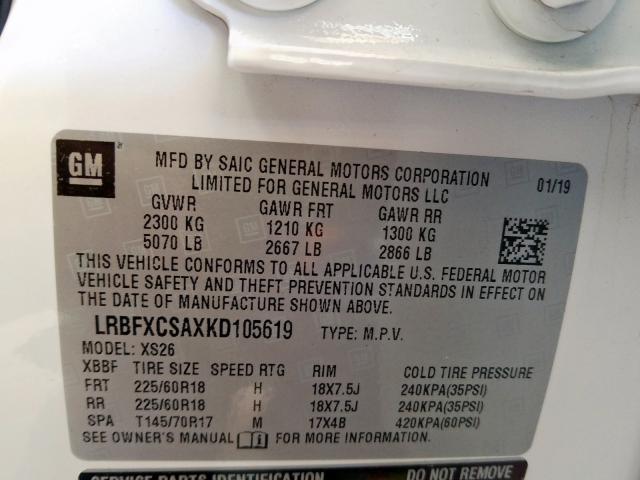 GM
MFD BY SAIC GENERAL MOTORS CORPORATION
LIMITED FOR GENERAL MOTORS LLC
01/19
GVWR GAWR FRT GAWR RR
2300 KG 1210 KG 1300 KG
5070 LB 2667 LB 2866 LB
THIS VEHICLE CONFORMS TO ALL APPLICABLE U.S. FEDERAL MOTOR
VEHICLE SAFETY AND THEFT PREVENTION STANDARDS IN EFFECT ON
THE DATE OF MANUFACTURE SHOWN ABOVE.
LRBFXCSAXKD105619 TYPE: M.P.V.
MODEL: XS26
XBBF TIRE SIZE SPEED RTG RIM COLD TIRE PRESSURE
FRT 225/60R18 H 18X7.5J 240KPA(35PSI)
RR 225/60R18 H 18X7.5J 240KPA(35PSI)
SPA T145/70R17 M 17X4B 420KPA(60PSI)
SEE OWNER'S MANUAL FOR MORE INFORMATION.
SERVICE PARTS IDENTIFICATION DO NOT REMOVE